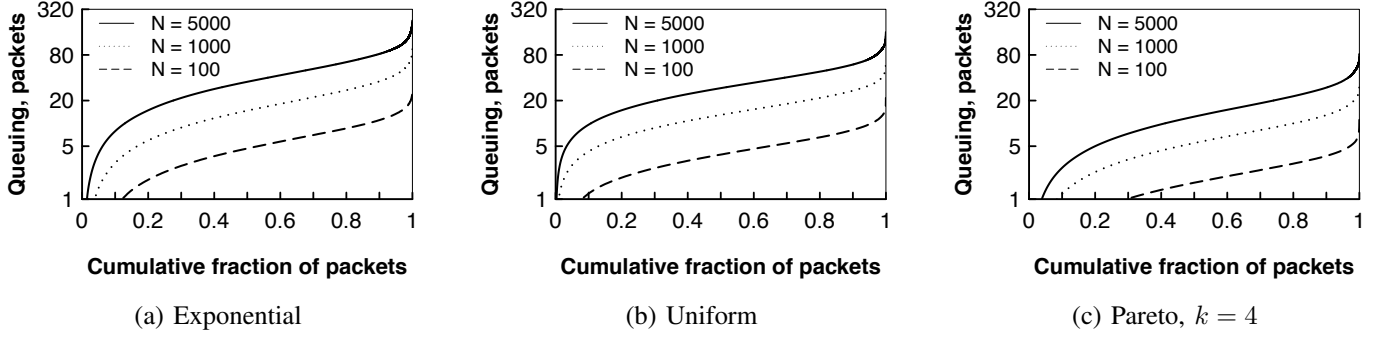 Queuing, packets
320
80
20
5
1
N = 5000
N = 1000
N = 100
0 0.2 0.4 0.6 0.8 1
Cumulative fraction of packets
(a) Exponential
Queuing, packets
320
80
20
5
1
N = 5000
N = 1000
N = 100
0 0.2 0.4 0.6 0.8 1
Cumulative fraction of packets
(b) Uniform
Queuing, packets
320
80
20
5
1
N = 5000
N = 1000
N = 100
0 0.2 0.4 0.6 0.8 1
Cumulative fraction of packets
(c) Pareto, k = 4